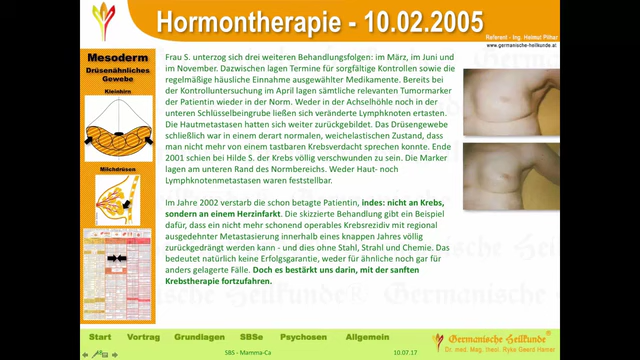 Hormontherapie - 10.02.2005
Referent - Ing. Helmut Pilhar
www.germanische-heilkunde.at
Mesoderm
Drüsenähnliches
Gewebe
Kleinhirn
Milchdrüsen
Frau S. unterzog sich drei weiteren Behandlungsfolgen: im März, im Juni und
im November. Dazwischen lagen Termine für sorgfältige Kontrollen sowie die
regelmäßige häusliche Einnahme ausgewählter Medikamente. Bereits bei
der Kontrolluntersuchung im April lagen sämtliche relevanten Tumormarker
der Patientin wieder in der Norm. Weder in der Achselhöhle noch in der
unteren Schlüsselbeingrube ließen sich veränderte Lymphknoten ertasten.
Die Hautmetastasen hatten sich weiter zurückgebildet. Das Drüsengewebe
schließlich war in einem derart normalen, weichelastischen Zustand, dass
man nicht mehr von einem tastbaren Krebsverdacht sprechen konnte. Ende
2001 schien bei Hilde S. der Krebs völlig verschwunden zu sein. Die Marker
lagen am unteren Rand des Normbereichs. Weder Haut- noch
Lymphknotenmetastasen waren feststellbar.
Im Jahre 2002 verstarb die schon betagte Patientin, indes: nicht an Krebs,
sondern an einem Herzinfarkt. Die skizzierte Behandlung gibt ein Beispiel
dafür, dass ein nicht mehr schonend operables Krebsrezidiv mit regional
ausgedehnter Metastasierung innerhalb eines knappen Jahres völlig
zurückgedrängt werden kann - und dies ohne Stahl, Strahl und Chemie. Das
bedeutet natürlich keine Erfolgsgarantie, weder für ähnliche noch gar für
anders gelagerte Fälle. Doch es bestärkt uns darin, mit der sanften
Krebstherapie fortzufahren.
Start Vortrag Grundlagen SBSe Psychosen Allgemein
Germanische Heilkunde®
Dr. med. Mag. theol. Ryke Geerd Hamer
SBS - Mamma-Ca
10.07.17